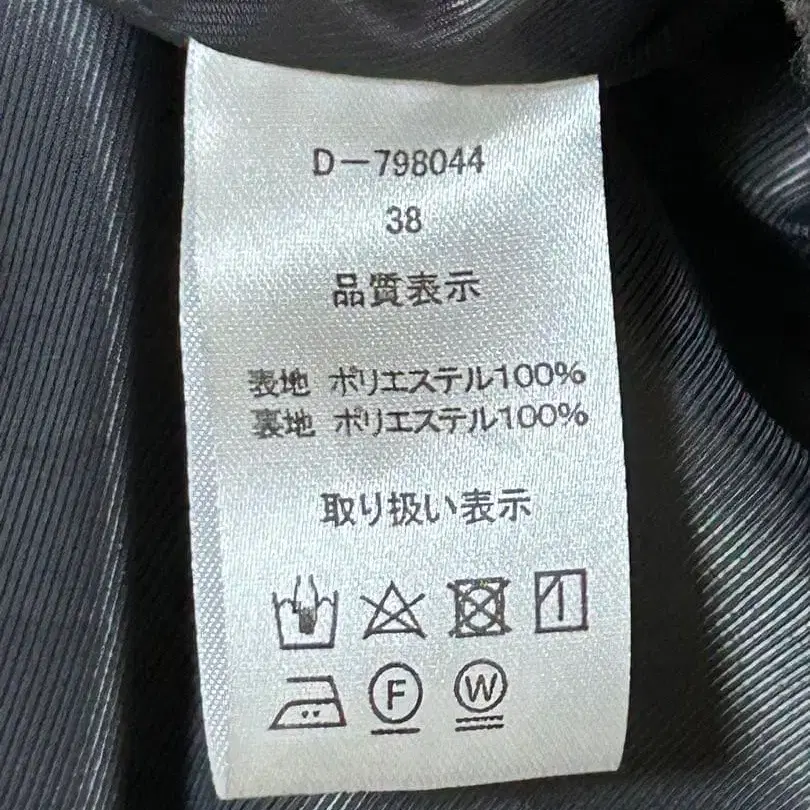 D−798044
38
品質表示
表地 ポリエステル100%
裏地 ポリエステル100%
取り扱い表示
F W